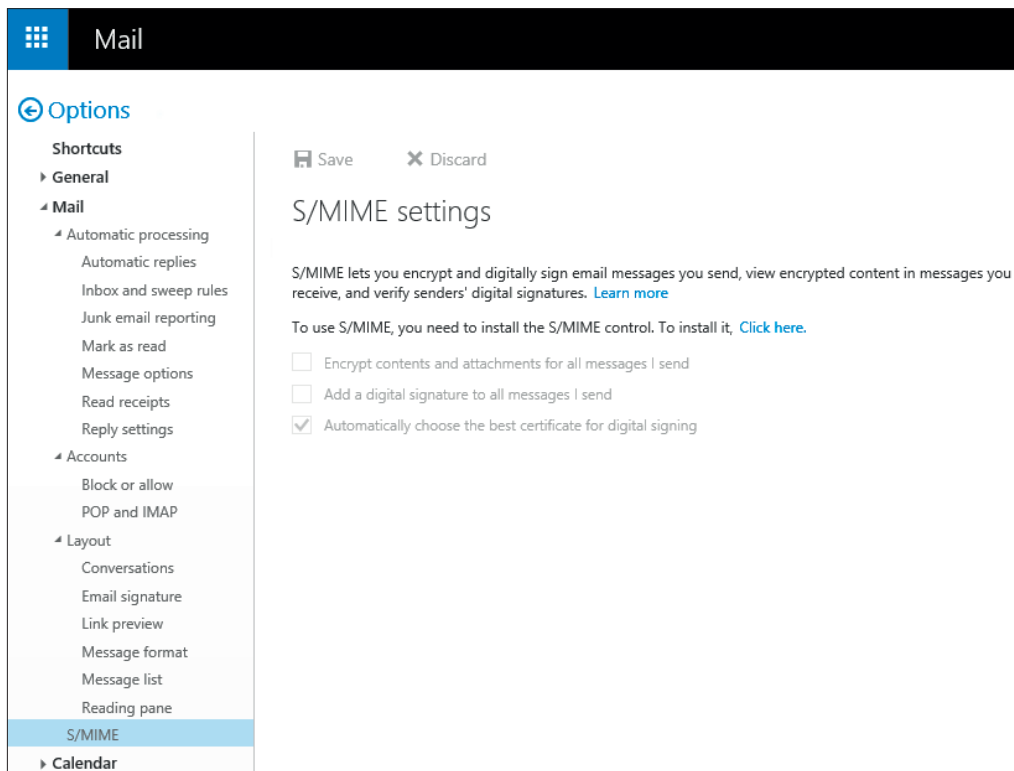 Mail
Options
Shortcuts
General
Mail
Automatic processing
Automatic replies
Inbox and sweep rules
Junk email reporting
Mark as read
Message options
Read receipts
Reply settings
Accounts
Block or allow
POP and IMAP
Layout
Conversations
Email signature
Link preview
Message format
Message list
Reading pane
S/MIME
Calendar
Save Discard
S/MIME settings
S/MIME lets you encrypt and digitally sign email messages you send, view encrypted content in messages you
receive, and verify senders' digital signatures. Learn more
To use S/MIME, you need to install the S/MIME control. To install it, Click here.
Encrypt contents and attachments for all messages I send
Add a digital signature to all messages I send
Automatically choose the best certificate for digital signing